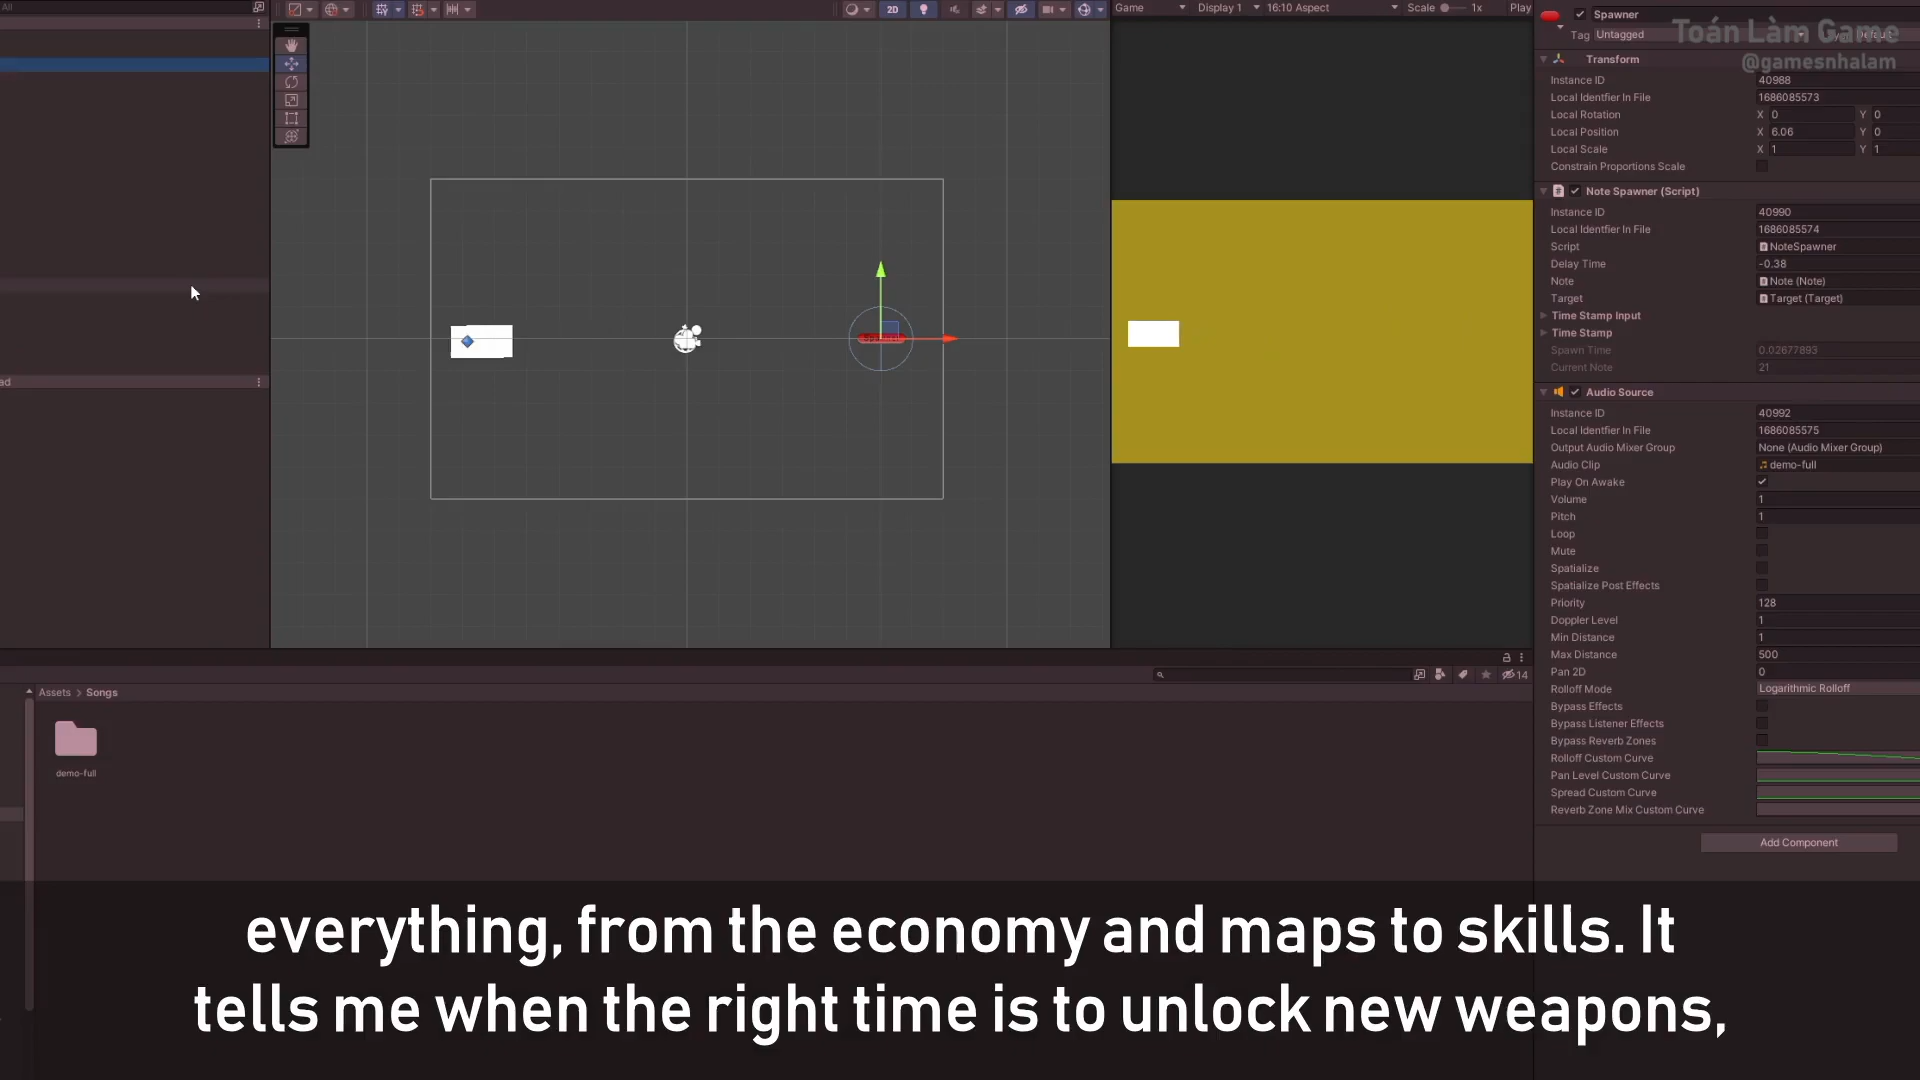 All
Game
Display 1
16:10 Aspect
Scale
1x
Play
2D
Spawner
Toán Làm Game
Tag
Untagged
@gamesnhalam
Transform
Instance ID
40988
Local Identfier In File
1686085573
Local Rotation
X 0 Y 0
Local Position
X 6.06 Y 0
Local Scale
X 1 Y 1
Constrain Proportions Scale
Note Spawner (Script)
Instance ID
40990
Local Identfier In File
1686085574
Script
NoteSpawner
Delay Time
-0.38
Note
Note (Note)
Target
Target (Target)
Time Stamp Input
Time Stamp
Spawn Time
0.02677893
Current Note
21
Audio Source
Instance ID
40992
Local Identfier In File
1686085575
Output Audio Mixer Group
None (Audio Mixer Group)
Audio Clip
demo-full
Play On Awake
Volume
1
Pitch
1
Loop
Mute
Spatialize
Spatialize Post Effects
Priority
128
Doppler Level
1
Min Distance
1
Max Distance
500
Pan 2D
0
Rolloff Mode
Logarithmic Rolloff
Bypass Effects
Bypass Listener Effects
Bypass Reverb Zones
Rolloff Custom Curve
Pan Level Custom Curve
Spread Custom Curve
Reverb Zone Mix Custom Curve
Add Component
ad
14
Assets > Songs
demo-full
everything, from the economy and maps to skills. It
tells me when the right time is to unlock new weapons,